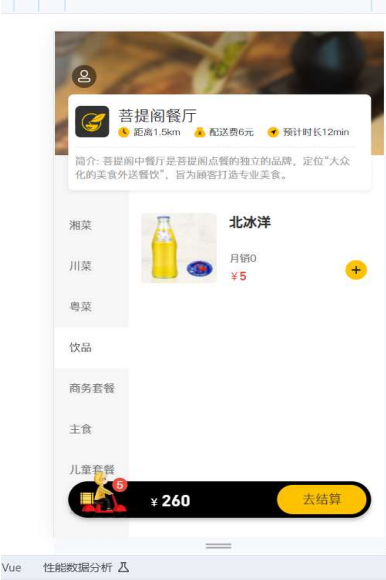 菩提阁餐厅
距离1.5km 配送费6元 预计时长12min
简介: 菩提阁中餐厅是菩提阁点餐的独立的品牌，定位“大众
化的美食外送餐饮”，旨为顾客打造专业美食。
湘菜
川菜
粤菜
饮品
商务套餐
主食
儿童套餐
北冰洋
月销0
¥5
+
5
¥ 260
去结算
Vue 性能数据分析